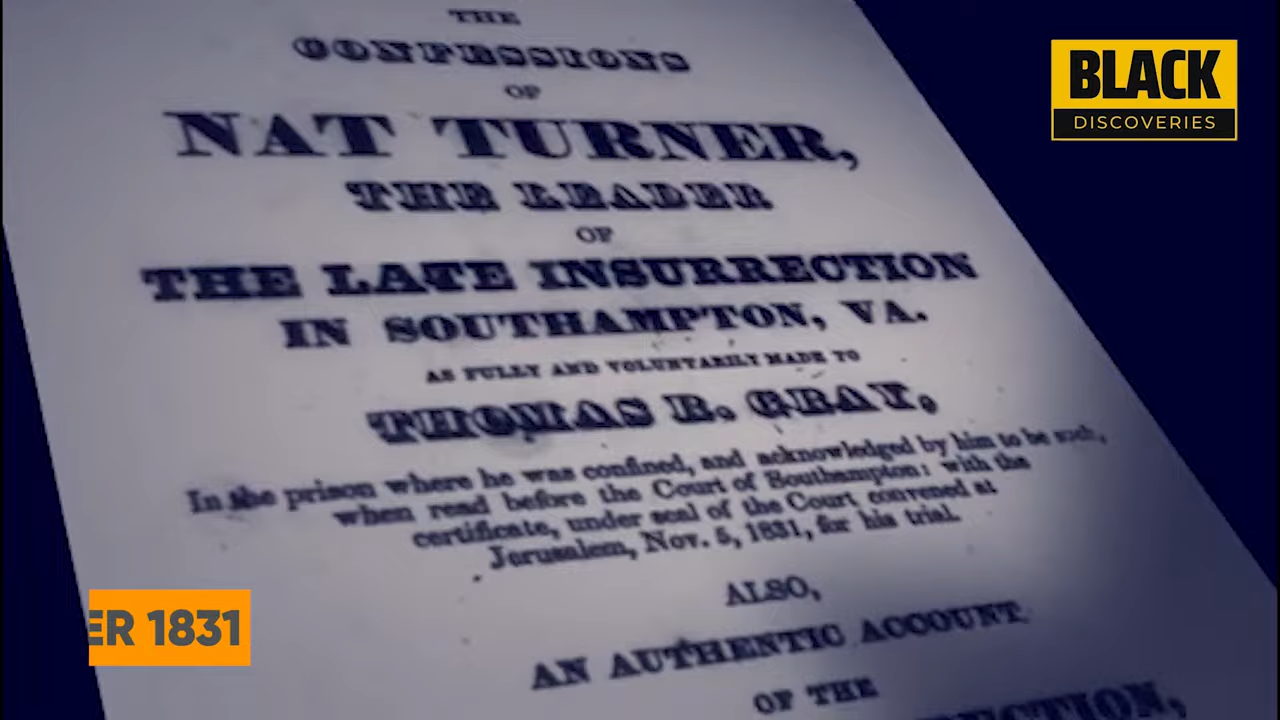 THE
CONFESSIONS
OF
NAT TURNER,
THE LEADER
OF
THE LATE INSURRECTION
IN SOUTHAMPTON, VA.
AS FULLY AND VOLUNTARILY MADE TO
THOMAS R. GRAY,
In the prison where he was confined, and acknowledged by him to be such,
when read before the Court of Southampton: with the
certificate, under seal of the Court convened at
Jerusalem, Nov. 5, 1831, for his trial.
ALSO,
AN AUTHENTIC ACCOUNT
OF THE
BLACK
DISCOVERIES
ER 1831